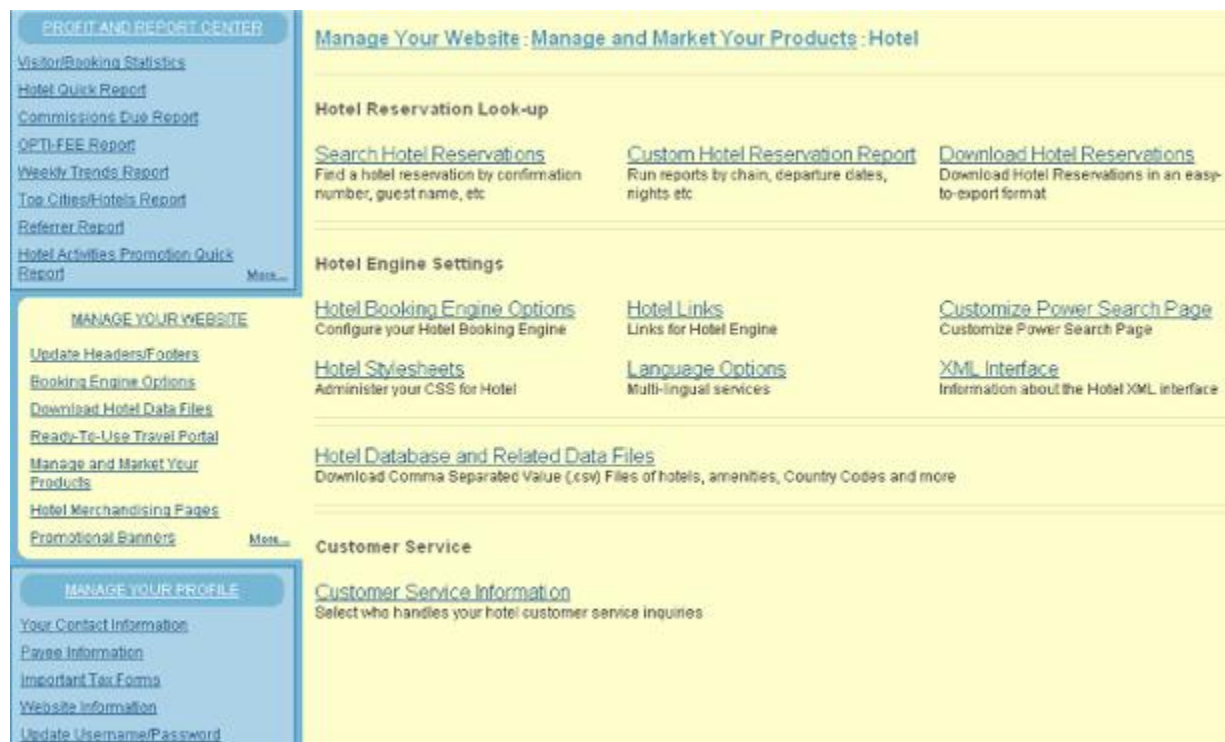 PROFIT AND REPORT CENTER
Visitor/Booking Statistics
Hotel Quick Report
Commissions Due Report
OPTI-FEE Report
Weekly Trends Report
Top Cities/Hotels Report
Referrer Report
Hotel Activities Promotion Quick
Report More...
MANAGE YOUR WEBSITE
Update Headers/Footers
Booking Engine Options
Download Hotel Data Files
Ready-To-Use Travel Portal
Manage and Market Your
Products
Hotel Merchandising Pages
Promotional Banners More...
MANAGE YOUR PROFILE
Your Contact Information
Payee Information
Important Tax Forms
Website Information
Update Username/Password
Manage Your Website : Manage and Market Your Products : Hotel
Hotel Reservation Look-up
Search Hotel Reservations
Find a hotel reservation by confirmation
number, guest name, etc
Custom Hotel Reservation Report
Run reports by chain, departure dates,
nights etc
Download Hotel Reservations
Download Hotel Reservations in an easy-
to-export format
Hotel Engine Settings
Hotel Booking Engine Options
Configure your Hotel Booking Engine
Hotel Links
Links for Hotel Engine
Customize Power Search Page
Customize Power Search Page
Hotel Stylesheets
Administer your CSS for Hotel
Language Options
Multi-lingual services
XML Interface
Information about the Hotel XML interface
Hotel Database and Related Data Files
Download Comma Separated Value (.csv) Files of hotels, amenities, Country Codes and more
Customer Service
Customer Service Information
Select who handles your hotel customer service inquiries